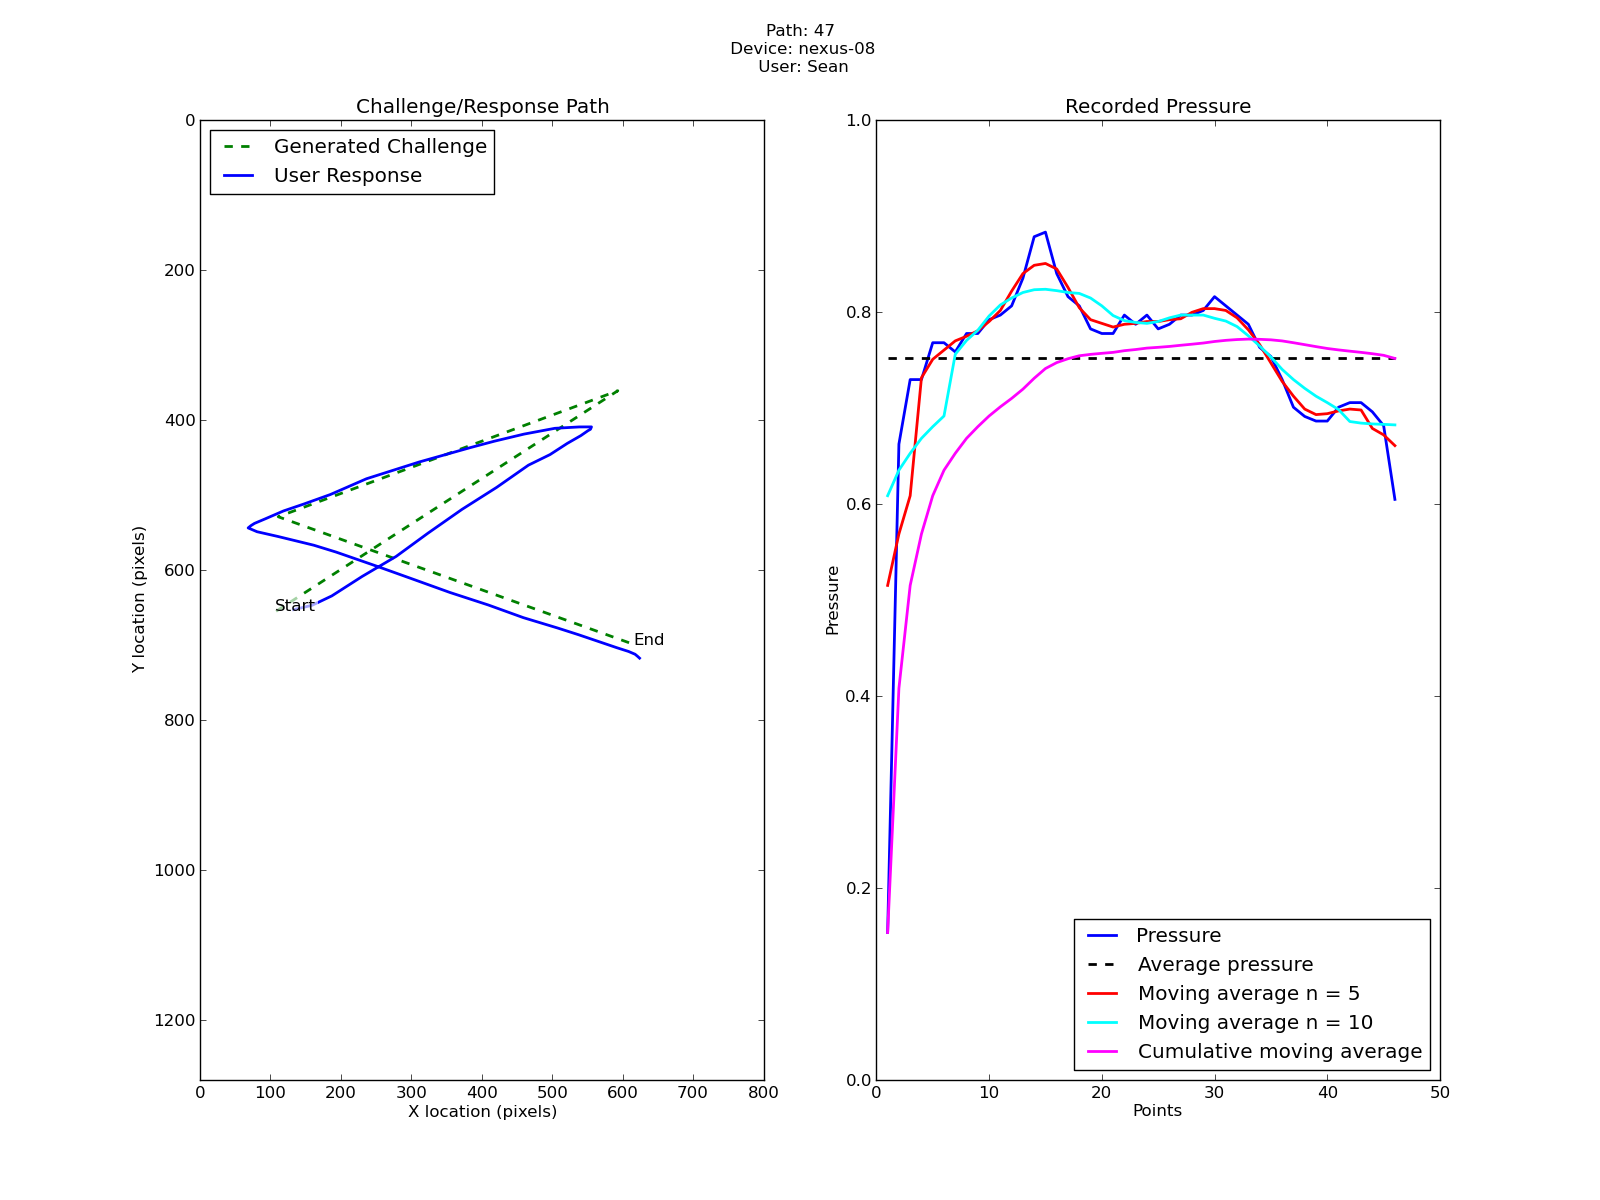 Path: 47
Device: nexus-08
User: Sean
Challenge/Response Path
Generated Challenge
User Response
Start
End
0
200
400
600
800
1000
1200
Y location (pixels)
0 100 200 300 400 500 600 700 800
X location (pixels)
Recorded Pressure
1.0
0.8
0.6
0.4
0.2
0.0
Pressure
Pressure
Average pressure
Moving average n = 5
Moving average n = 10
Cumulative moving average
0 10 20 30 40 50
Points